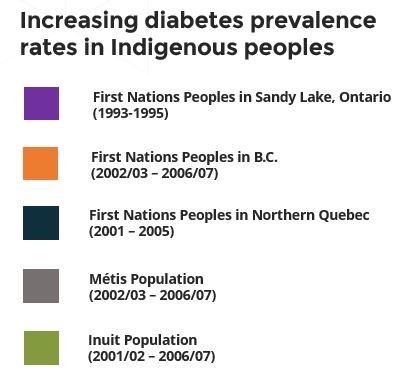 Increasing diabetes prevalence
rates in Indigenous peoples
First Nations Peoples in Sandy Lake, Ontario
(1993-1995)
First Nations Peoples in B.C.
(2002/03 – 2006/07)
First Nations Peoples in Northern Quebec
(2001 – 2005)
Métis Population
(2002/03 – 2006/07)
Inuit Population
(2001/02 – 2006/07)